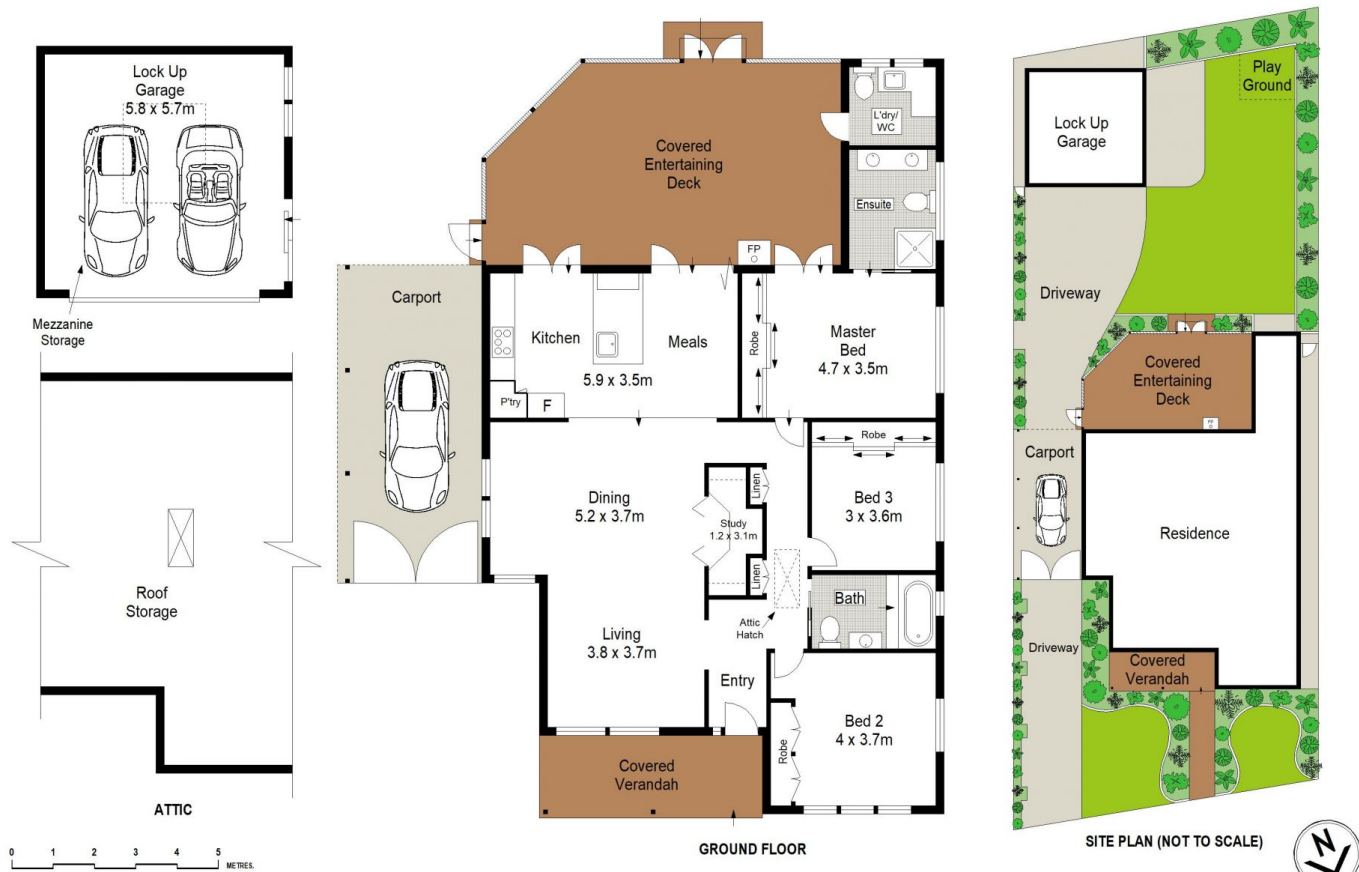 Lock Up
Garage
5.8 x 5.7m
Mezzanine
Storage
Roof
Storage
ATTIC
0 1 2 3 4 5
METRES.
Covered
Entertaining
Deck
L'dry/
WC
Ensuite
FP
Carport
Kitchen
Meals
5.9 x 3.5m
P'try
F
Robe
Master
Bed
4.7 x 3.5m
Robe
Bed 3
3 x 3.6m
Dining
5.2 x 3.7m
Linen
Study
1.2 x 3.1m
Linen
Bath
Attic
Hatch
Living
3.8 x 3.7m
Entry
Bed 2
4 x 3.7m
Robe
Covered
Verandah
GROUND FLOOR
Play
Ground
Lock Up
Garage
Driveway
Covered
Entertaining
Deck
FP
Carport
Residence
Driveway
Covered
Verandah
SITE PLAN (NOT TO SCALE)
N